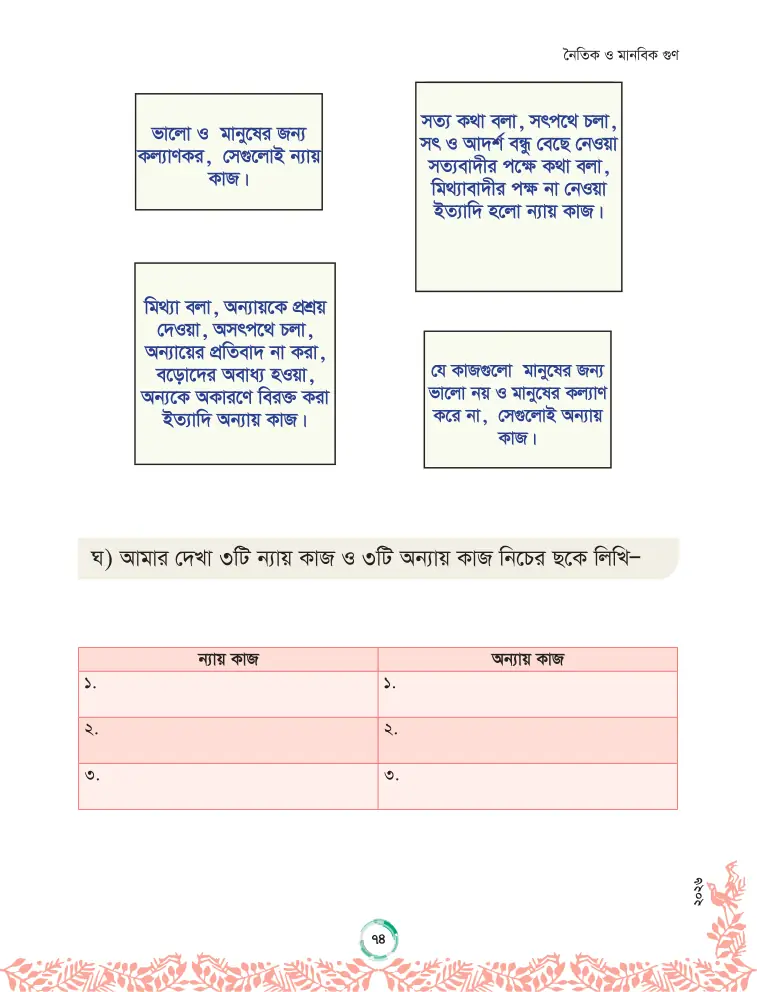 নৈতিক ও মানবিক গুণ
ভালো ও মানুষের জন্য
কল্যাণকর, সেগুলোই ন্যায়
কাজ।
সত্য কথা বলা, সৎপথে চলা,
সৎ ও আদর্শ বন্ধু বেছে নেওয়া
সত্যবাদীর পক্ষে কথা বলা,
মিথ্যাবাদীর পক্ষ না নেওয়া
ইত্যাদি হলো ন্যায় কাজ।
মিথ্যা বলা, অন্যায়কে প্রশ্রয়
দেওয়া, অসৎপথে চলা,
অন্যায়ের প্রতিবাদ না করা,
বড়োদের অবাধ্য হওয়া,
অন্যকে অকারণে বিরক্ত করা
ইত্যাদি অন্যায় কাজ।
যে কাজগুলো মানুষের জন্য
ভালো নয় ও মানুষের কল্যাণ
করে না, সেগুলোই অন্যায়
কাজ।
ঘ) আমার দেখা ৩টি ন্যায় কাজ ও ৩টি অন্যায় কাজ নিচের ছকে লিখি–
ন্যায় কাজ অন্যায় কাজ
১. ১.
২. ২.
৩. ৩.
২০২৬
৭৪